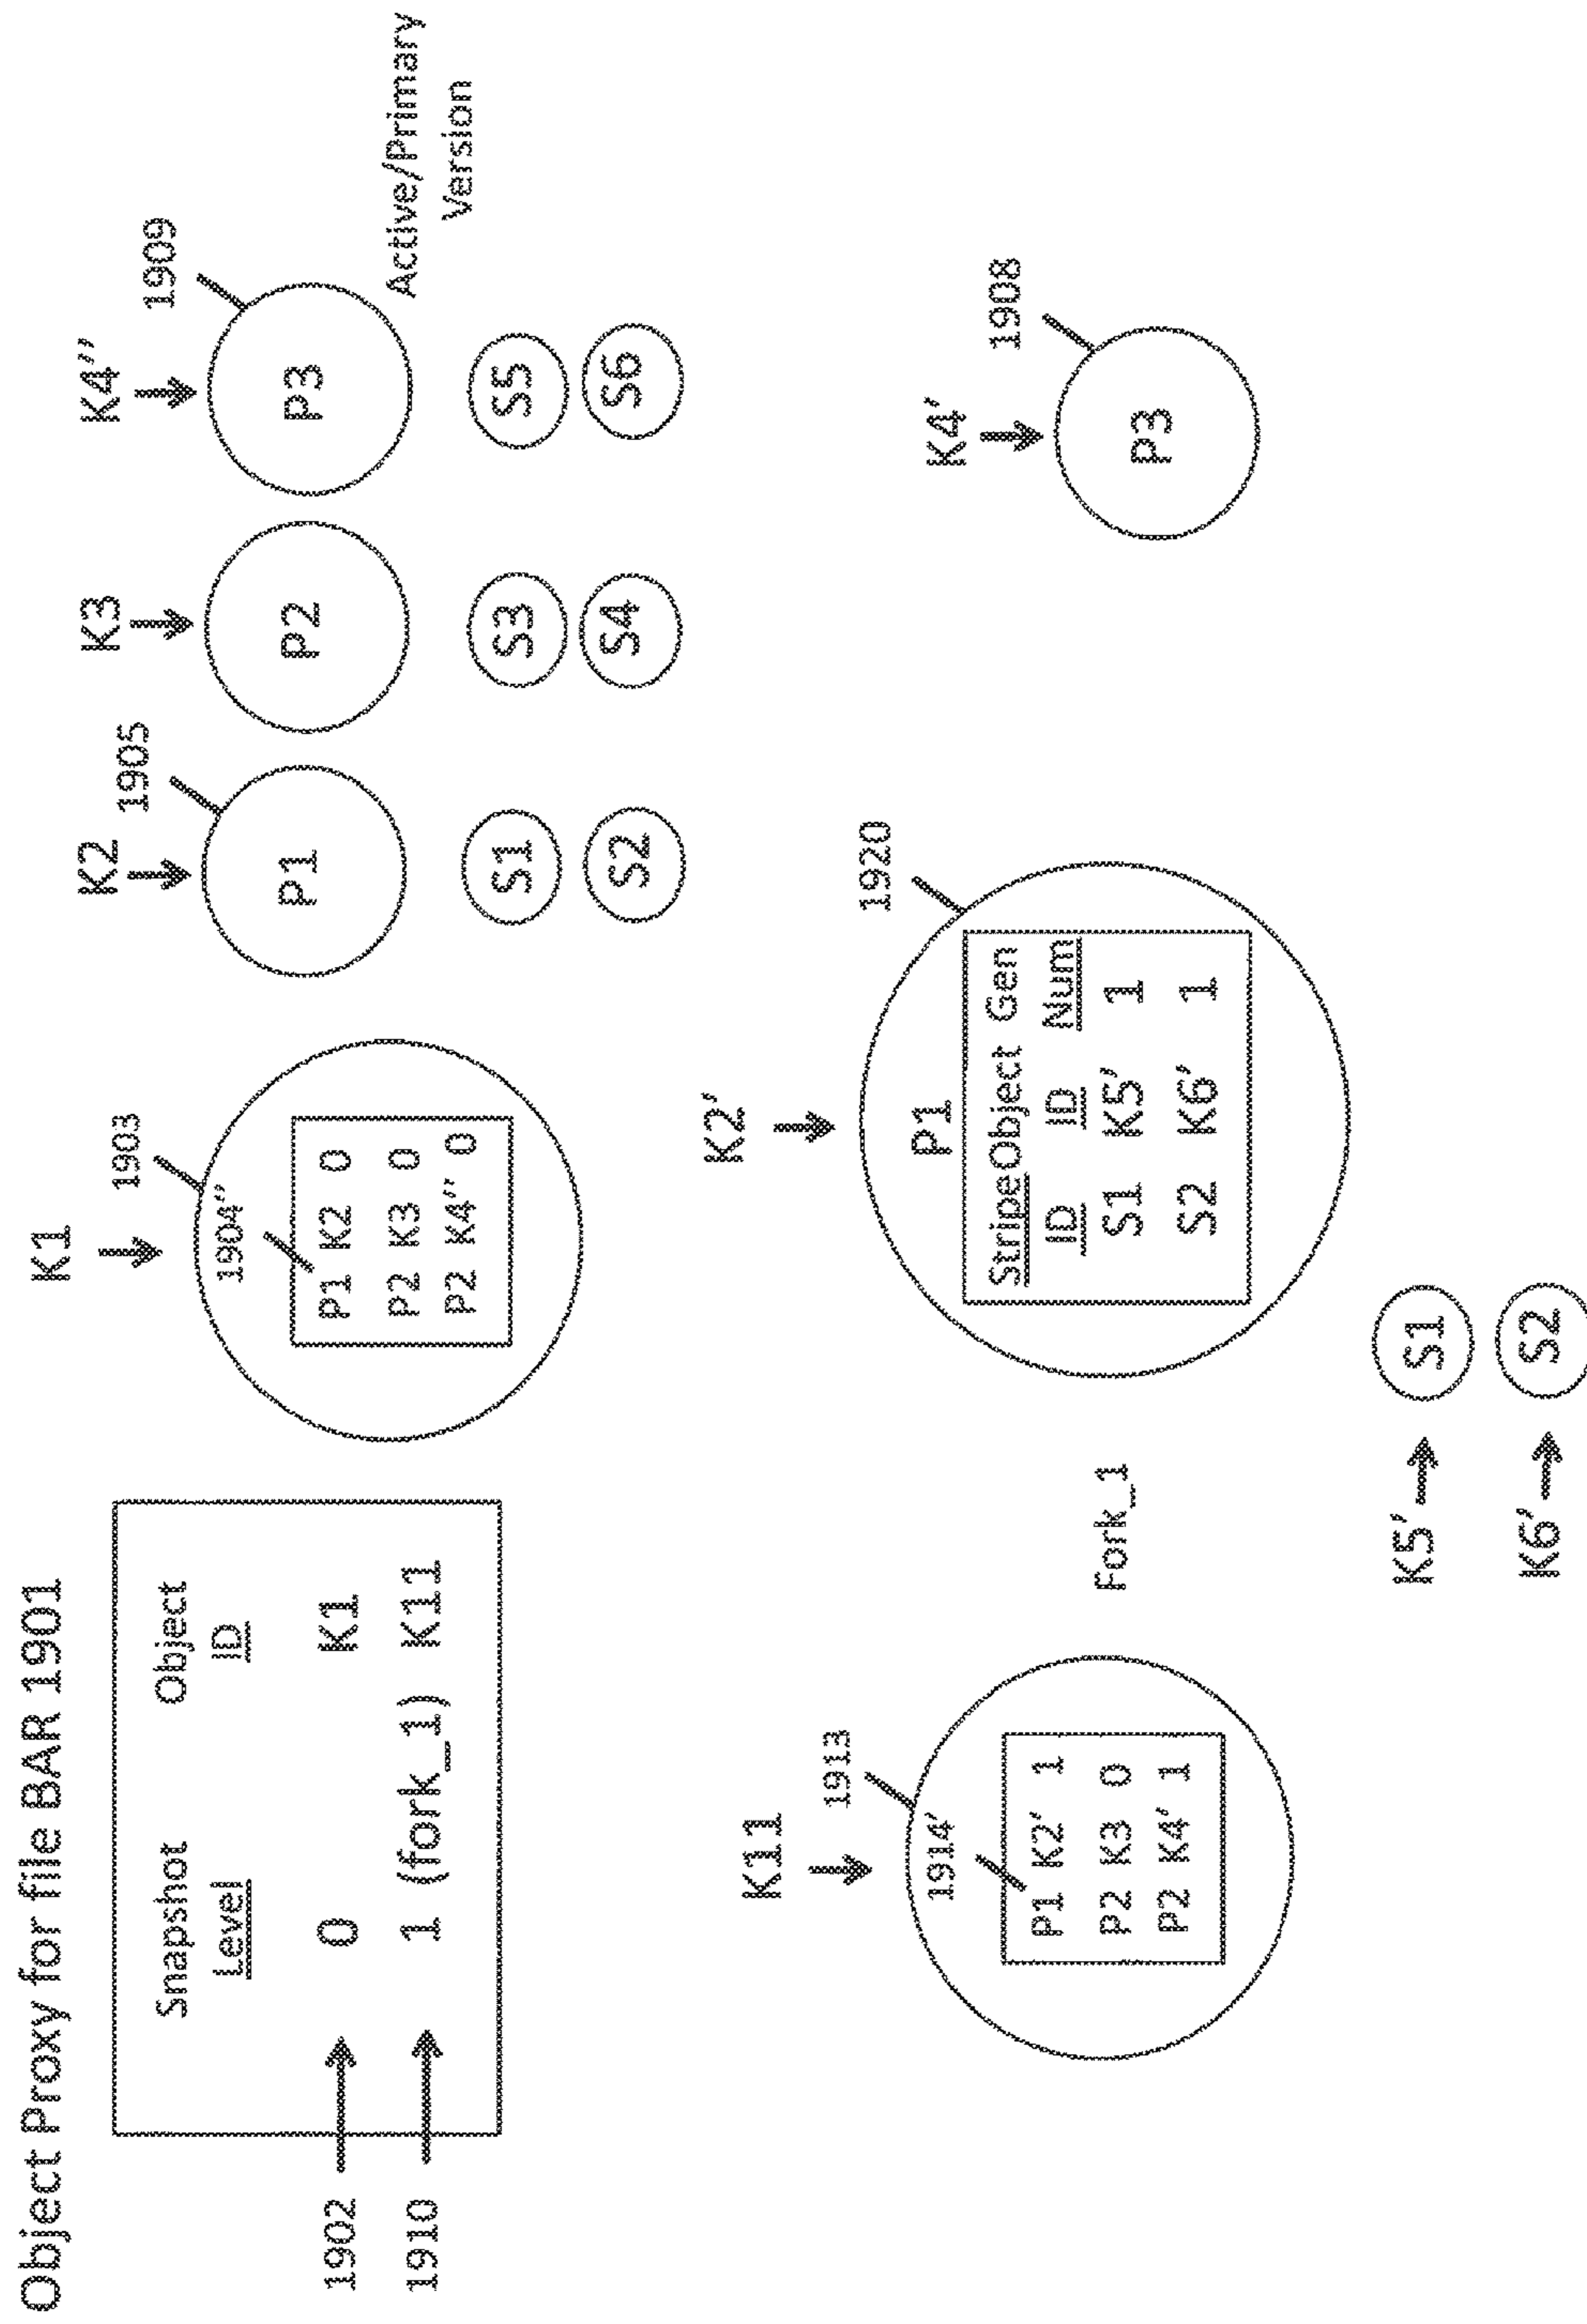 Object Proxy for file BAR 1901
Snapshot Object
Level ID
1902 0 K1
1910 1 (fork_1) K11
K1
1903
1904''
P1 K2 0
P2 K3 0
P2 K4'' 0
K2
1905
P1
S1
S2
K3
P2
S3
S4
K4''
1909
P3
S5
S6
Active/Primary
Version
K11
1913
1914'
P1 K2' 1
P2 K3 0
P2 K4' 1
Fork_1
K2'
1920
P1
StripeObject Gen
ID ID Num
S1 K5' 1
S2 K6' 1
K5' S1
K6' S2
K4'
1908
P3